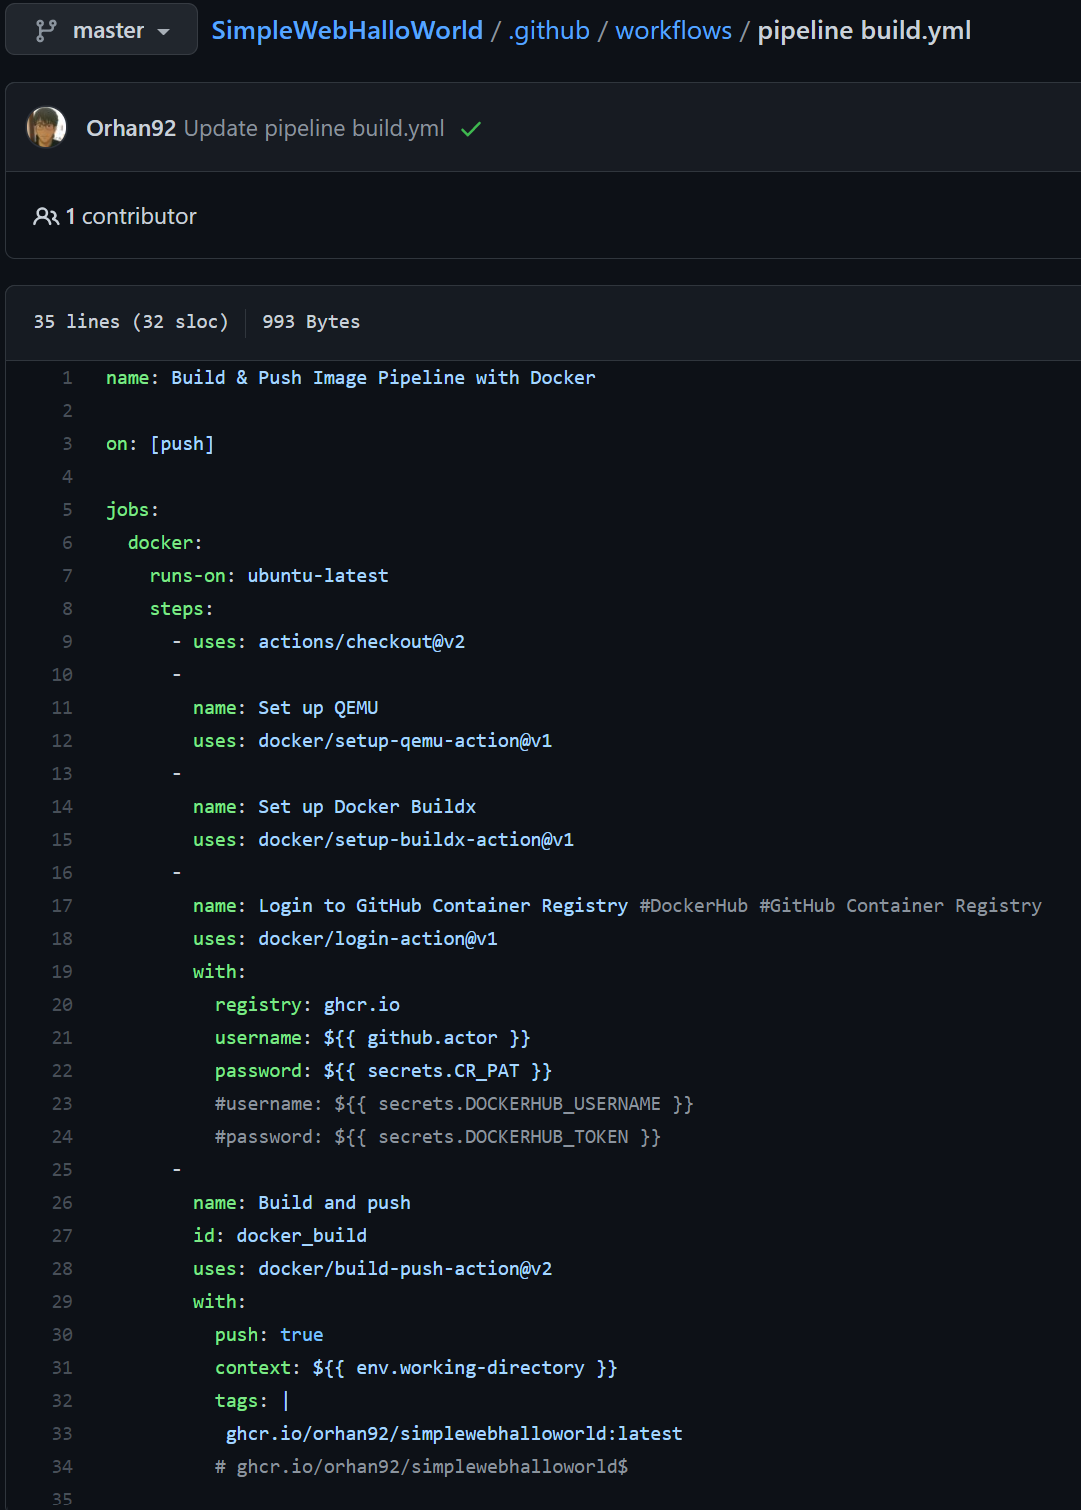 master SimpleWebHalloWorld / .github / workflows / pipeline build.yml
Orhan92 Update pipeline build.yml
1 contributor
35 lines (32 sloc) 993 Bytes
1 name: Build & Push Image Pipeline with Docker
2
3 on: [push]
4
5 jobs:
6 docker:
7 runs-on: ubuntu-latest
8 steps:
9 - uses: actions/checkout@v2
10 -
11 name: Set up QEMU
12 uses: docker/setup-qemu-action@v1
13 -
14 name: Set up Docker Buildx
15 uses: docker/setup-buildx-action@v1
16 -
17 name: Login to GitHub Container Registry #DockerHub #GitHub Container Registry
18 uses: docker/login-action@v1
19 with:
20 registry: ghcr.io
21 username: ${{ github.actor }}
22 password: ${{ secrets.CR_PAT }}
23 #username: ${{ secrets.DOCKERHUB_USERNAME }}
24 #password: ${{ secrets.DOCKERHUB_TOKEN }}
25 -
26 name: Build and push
27 id: docker_build
28 uses: docker/build-push-action@v2
29 with:
30 push: true
31 context: ${{ env.working-directory }}
32 tags: |
33 ghcr.io/orhan92/simplewebhalloworld:latest
34 # ghcr.io/orhan92/simplewebhalloworld$
35